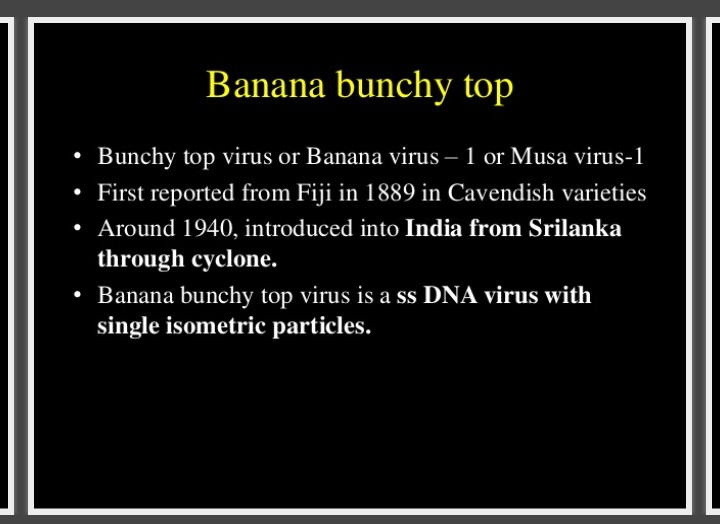 Banana bunchy top
• Bunchy top virus or Banana virus – 1 or Musa virus-1
• First reported from Fiji in 1889 in Cavendish varieties
• Around 1940, introduced into India from Srilanka
through cyclone.
• Banana bunchy top virus is a ss DNA virus with
single isometric particles.